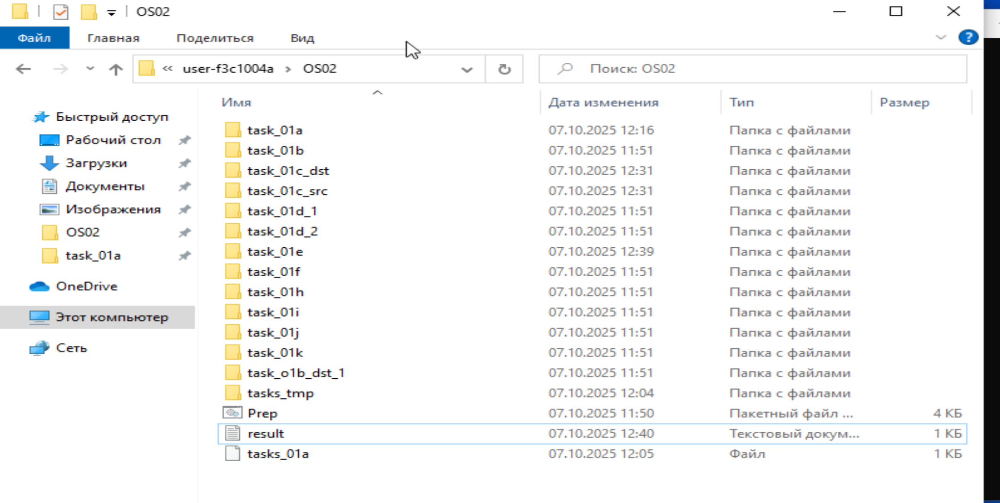 OS02
Файл Главная Поделиться Вид ?
« user-f3c1004a › OS02 Поиск: OS02
Имя Дата изменения Тип Размер
Быстрый доступ
Рабочий стол
Загрузки
Документы
Изображения
OS02
task_01a
OneDrive
Этот компьютер
Сеть
task_01a 07.10.2025 12:16 Папка с файлами
task_01b 07.10.2025 11:51 Папка с файлами
task_01c_dst 07.10.2025 12:31 Папка с файлами
task_01c_src 07.10.2025 12:31 Папка с файлами
task_01d_1 07.10.2025 11:51 Папка с файлами
task_01d_2 07.10.2025 11:51 Папка с файлами
task_01e 07.10.2025 12:39 Папка с файлами
task_01f 07.10.2025 11:51 Папка с файлами
task_01h 07.10.2025 11:51 Папка с файлами
task_01i 07.10.2025 11:51 Папка с файлами
task_01j 07.10.2025 11:51 Папка с файлами
task_01k 07.10.2025 11:51 Папка с файлами
task_o1b_dst_1 07.10.2025 11:51 Папка с файлами
tasks_tmp 07.10.2025 12:04 Папка с файлами
Prep 07.10.2025 11:50 Пакетный файл ... 4 КБ
result 07.10.2025 12:40 Текстовый докум... 1 КБ
tasks_01a 07.10.2025 12:05 Файл 1 КБ